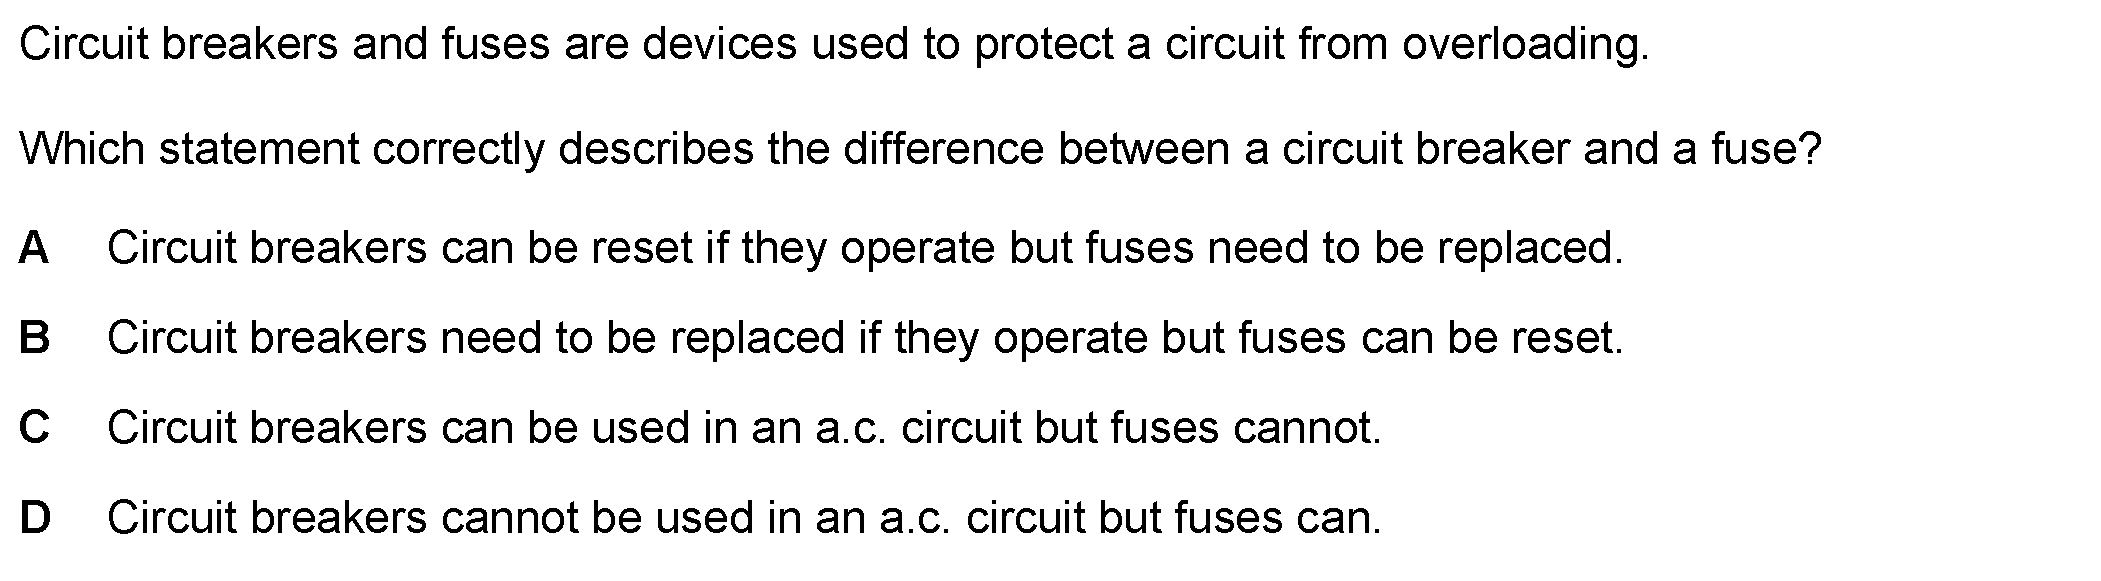 Circuit breakers and fuses are devices used to protect a circuit from overloading.
Which statement correctly describes the difference between a circuit breaker and a fuse?
A Circuit breakers can be reset if they operate but fuses need to be replaced.
B Circuit breakers need to be replaced if they operate but fuses can be reset.
C Circuit breakers can be used in an a.c. circuit but fuses cannot.
D Circuit breakers cannot be used in an a.c. circuit but fuses can.